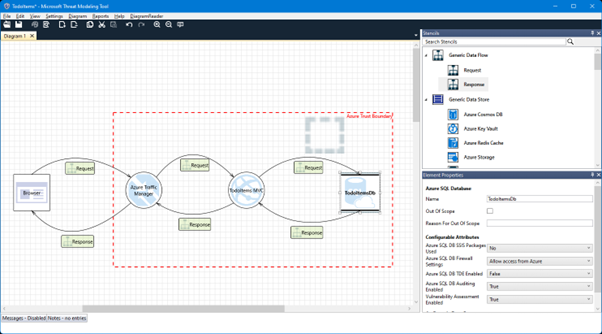 TodoItems* - Microsoft Threat Modeling Tool
File Edit View Settings Diagram Reports Help DiagramReader
Diagram 1
Stencils
Search Stencils
Generic Data Flow
Request
Response
Generic Data Store
Azure Cosmos DB
Azure Key Vault
Azure Redis Cache
Azure Storage
Azure Trust Boundary
Request
Request
Request
Browser
Azure Traffic
Manager
TodoItems MVC
TodoItemsDb
Response
Response
Response
Element Properties
Azure SQL Database
Name TodoItemsDb
Out Of Scope
Reason For Out Of Scope
Configurable Attributes
Azure SQL DB SSIS Packages
Used No
Azure SQL DB Firewall
Settings Allow access from Azure
Azure SQL DB TDE Enabled False
Azure SQL DB Auditing
Enabled True
Vulnerability Assessment
Enabled True
Messages - Disabled Notes - no entries